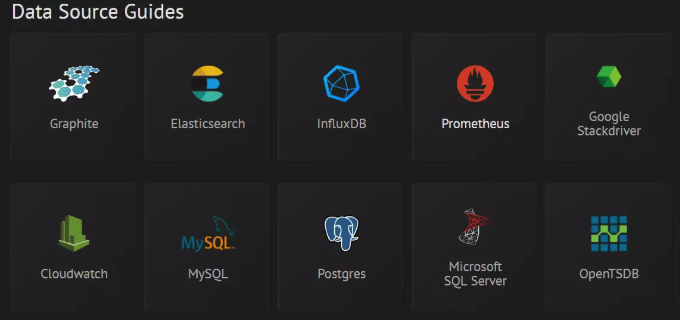 Data Source Guides
Graphite
Elasticsearch
InfluxDB
Prometheus
Google
Stackdriver
Cloudwatch
MySQL
MySQL
Postgres
Microsoft
SQL Server
OpenTSDB